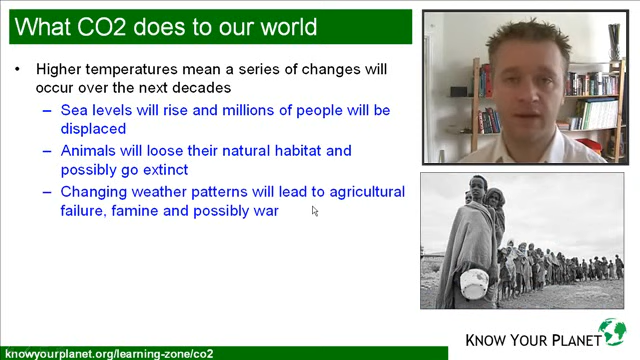 What CO2 does to our world
• Higher temperatures mean a series of changes will
occur over the next decades
– Sea levels will rise and millions of people will be
displaced
– Animals will loose their natural habitat and
possibly go extinct
– Changing weather patterns will lead to agricultural
failure, famine and possibly war
KNOW YOUR PLANET
knowyourplanet.org/learning-zone/co2